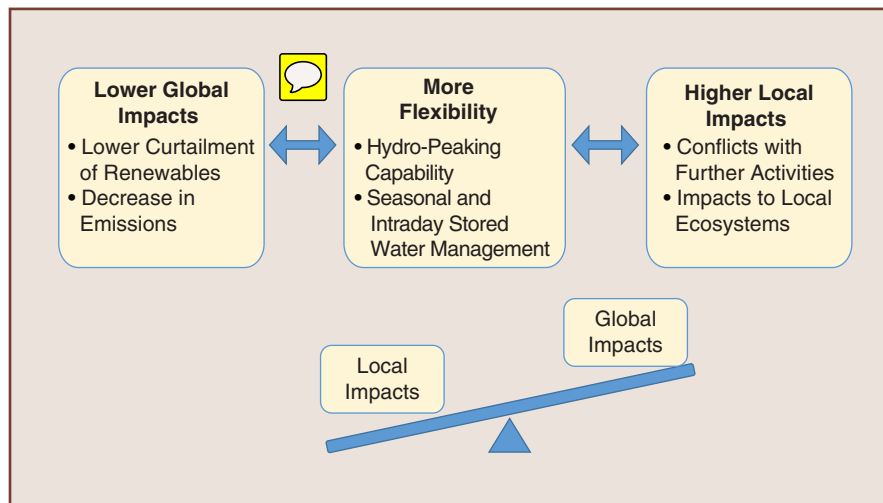 Lower Global
Impacts
• Lower Curtailment
of Renewables
• Decrease in
Emissions
More
Flexibility
• Hydro-Peaking
Capability
• Seasonal and
Intraday Stored
Water Management
Higher Local
Impacts
• Conflicts with
Further Activities
• Impacts to Local
Ecosystems
Global
Impacts
Local
Impacts